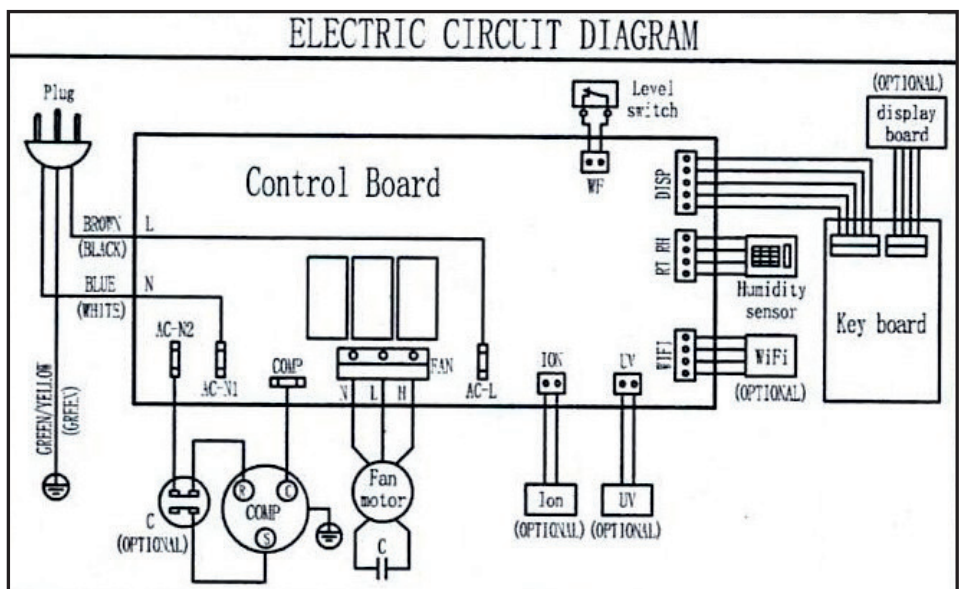 ELECTRIC CIRCUIT DIAGRAM
Plug
Level
switch
(OPTIONAL)
display
board
Control Board
WF
DISP
BROWN
L
(BLACK)
RT RH
Humidity
sensor
Key board
BLUE
N
(WHITE)
AC-N2
AC-N1
COMP
FAN
N
L
H
AC-L
ION
UV
WIFI
WiFi
(OPTIONAL)
GREEN/YELLOW
(GREEN)
C
(OPTIONAL)
R
C
COMP
S
Fan
motor
C
Ion
(OPTIONAL)
UV
(OPTIONAL)